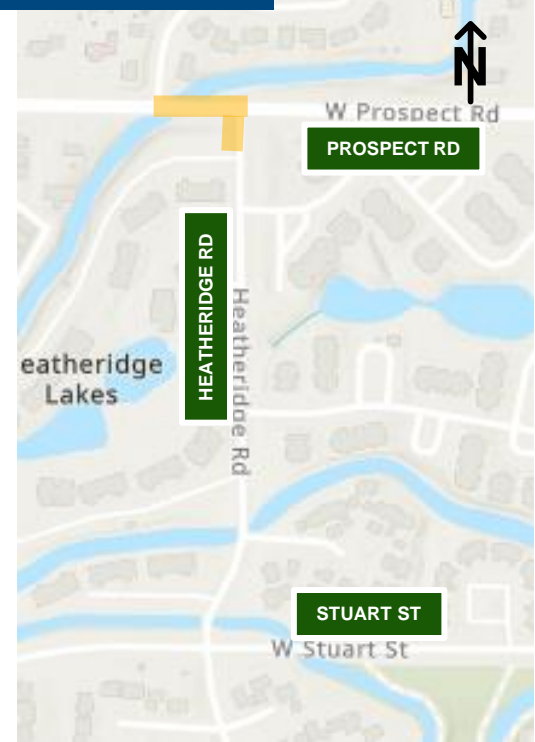 N
W Prospect Rd
PROSPECT RD
HEATHERIDGE RD
Heatheridge Rd
eatheridge
Lakes
STUART ST
W Stuart St